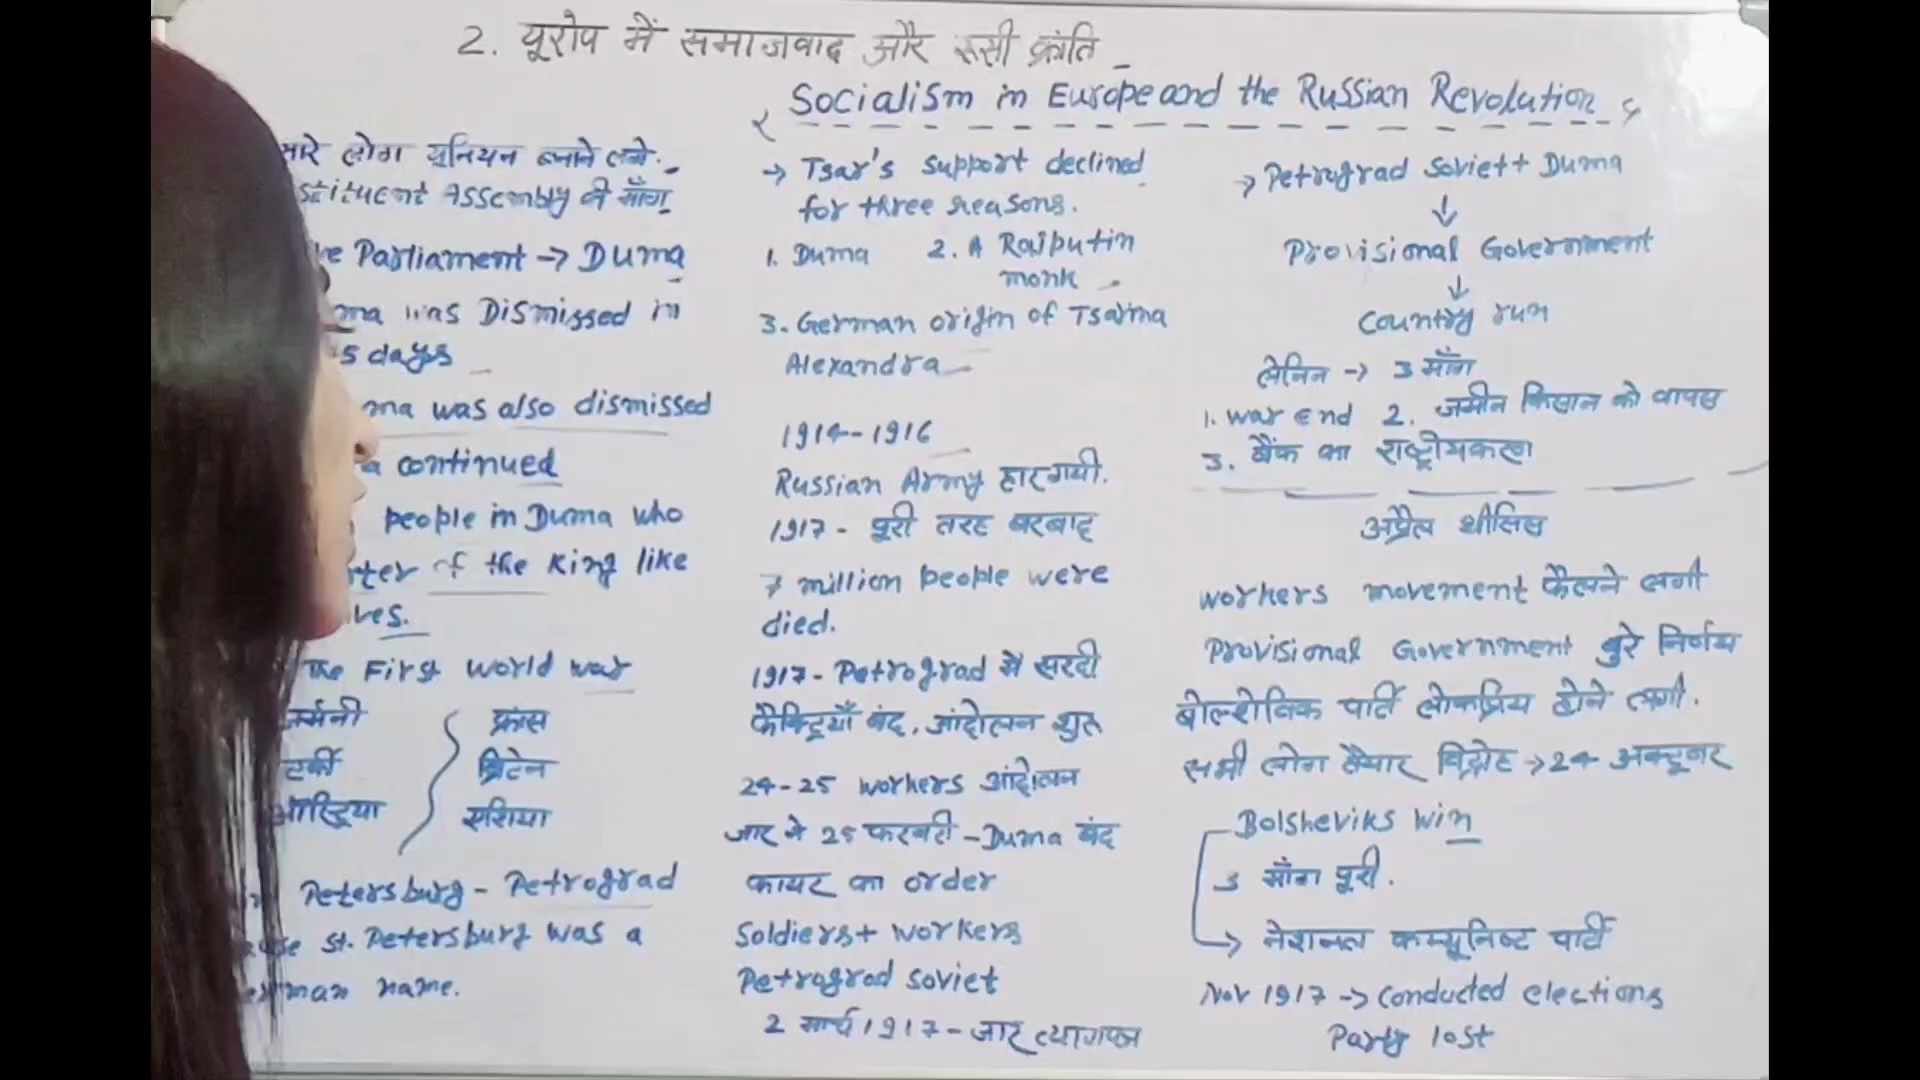 2. यूरोप में समाजवाद और रूसी क्रांति
Socialism in Europe and the Russian Revolution
सारे लोग यूनियन बनाने लगे.
stituent Assembly की माँग
Parliament → Duma
ma was Dismissed in
5 days
ma was also dismissed
a continued
people in Duma who
ter of the King like
ves.
The First World War
जर्मनी
फ्रांस
टर्की
ब्रिटेन
ऑस्ट्रिया
रशिया
Petersburg - Petrograd
use St. Petersburg was a
man name.
→ Tsar's support declined
for three reasons.
1. Duma 2. A Rajputin
monk
3. German origin of Tsarina
Alexandra
1914-1916
Russian Army हार गयी.
1917 - पूरी तरह बरबाद
7 million people were
died.
1917 - Petrograd में सरदी
फैक्ट्रियाँ बंद, आंदोलन शुरू
24-25 workers आंदोलन
जार ने 25 फरवरी - Duma बंद
फायर का order
Soldiers + workers
Petrograd soviet
2 मार्च 1917 - जार त्यागपत्र
→ Petrograd Soviet + Duma
↓
Provisional Government
↓
Country run
लेनिन → 3 माँग
1. war end 2. जमीन किसान को वापस
3. बैंक का राष्ट्रीयकरण
अप्रैल थीसिस
workers movement फैलने लगी
Provisional Government बुरे निर्णय
बोल्शेविक पार्टी लोकप्रिय होने लगी.
सभी लोग तैयार विद्रोह → 24 अक्टूबर
Bolsheviks win
3 माँग पूरी.
→ नेशनल कम्यूनिष्ट पार्टी
Nov 1917 → conducted elections
Party lost